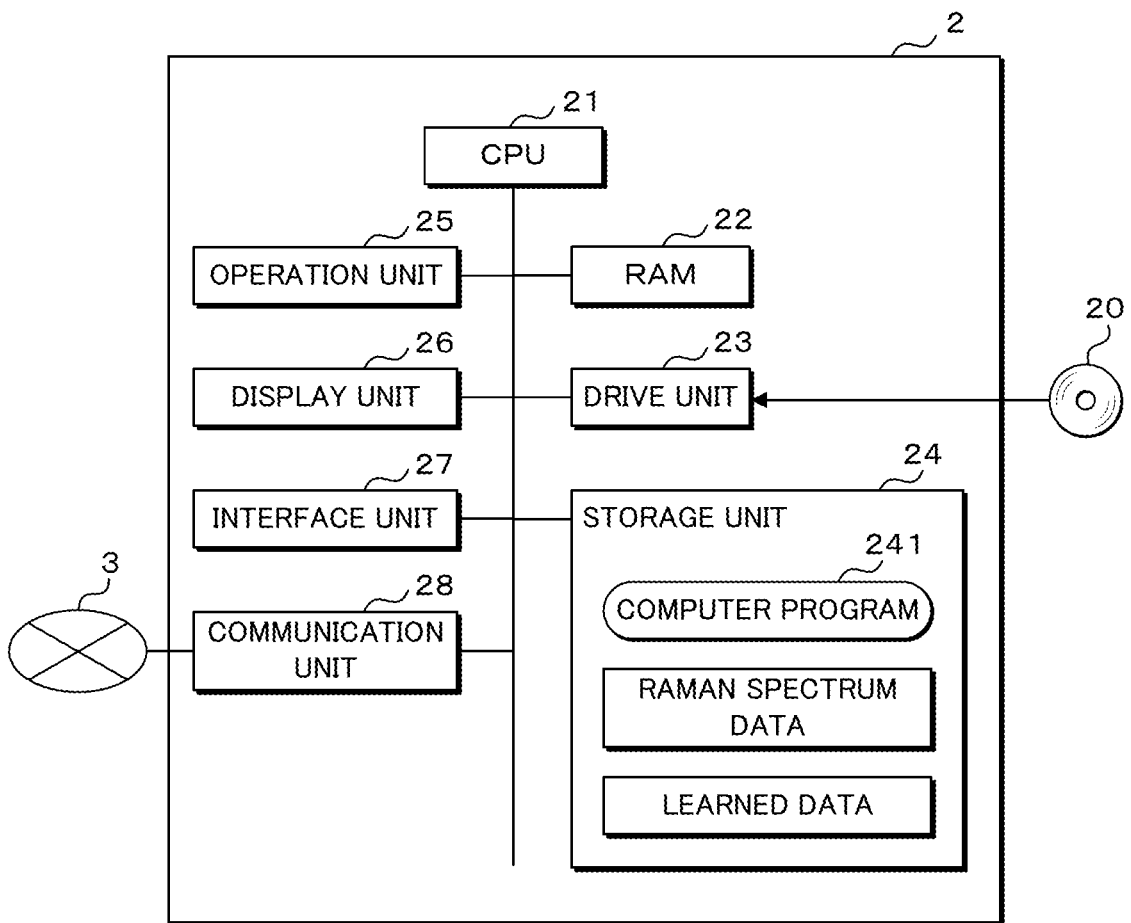 2
21
CPU
25
OPERATION UNIT
22
RAM
26
DISPLAY UNIT
23
DRIVE UNIT
20
27
INTERFACE UNIT
24
STORAGE UNIT
241
COMPUTER PROGRAM
RAMAN SPECTRUM
DATA
LEARNED DATA
3
28
COMMUNICATION
UNIT